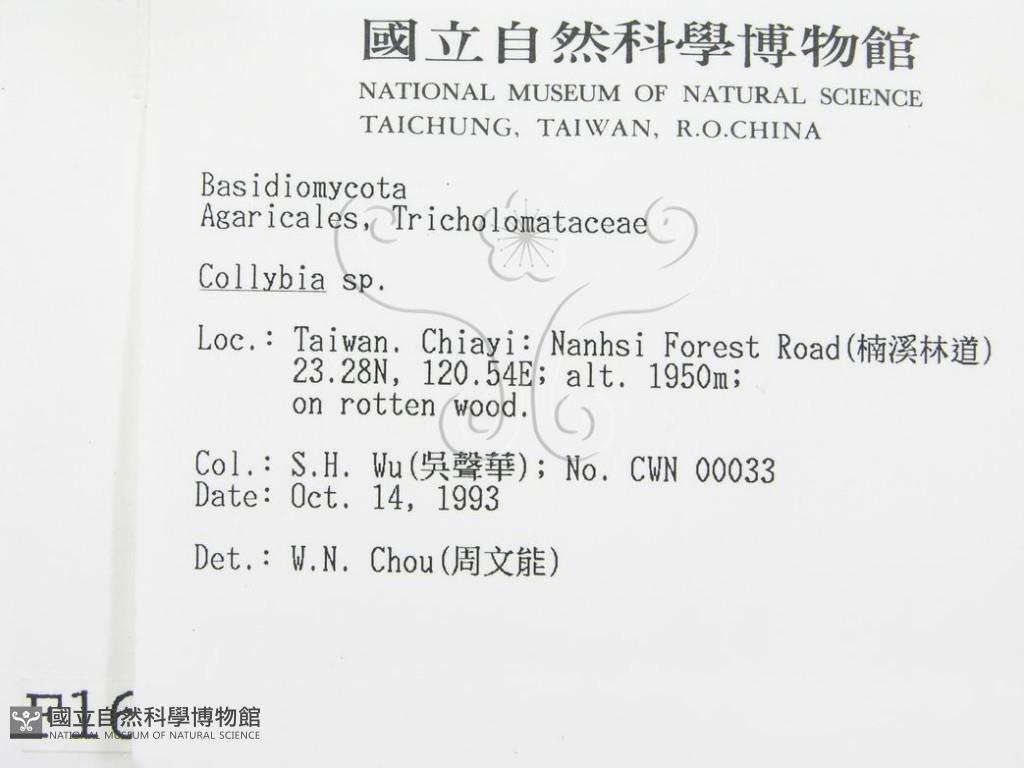 國立自然科學博物館
NATIONAL MUSEUM OF NATURAL SCIENCE
TAICHUNG, TAIWAN, R.O.CHINA
Basidiomycota
Agaricales, Tricholomataceae
Collybia sp.
Loc.: Taiwan. Chiayi: Nanhsi Forest Road(楠溪林道)
23.28N, 120.54E; alt. 1950m;
on rotten wood.
Col.: S.H. Wu(吳聲華); No. CWN 00033
Date: Oct. 14, 1993
Det.: W.N. Chou(周文能)
國立自然科學博物館
NATIONAL MUSEUM OF NATURAL SCIENCE